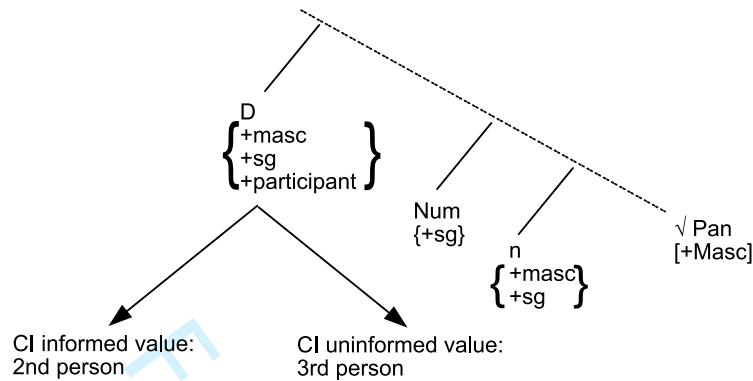 D
+masc
+sg
+participant
Num
{+sg}
n
+masc
+sg
√ Pan
[+Masc]
CI informed value:
2nd person
CI uninformed value:
3rd person